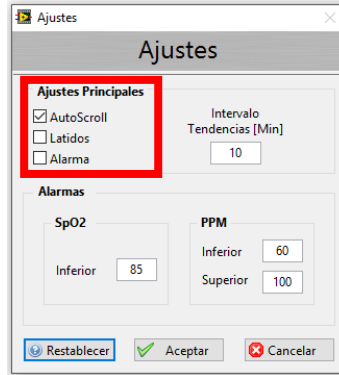 Ajustes
Ajustes
Ajustes Principales
AutoScroll
Latidos
Alarma
Intervalo
Tendencias [Min]
10
Alarmas
SpO2
Inferior 85
PPM
Inferior 60
Superior 100
Restablecer Aceptar Cancelar